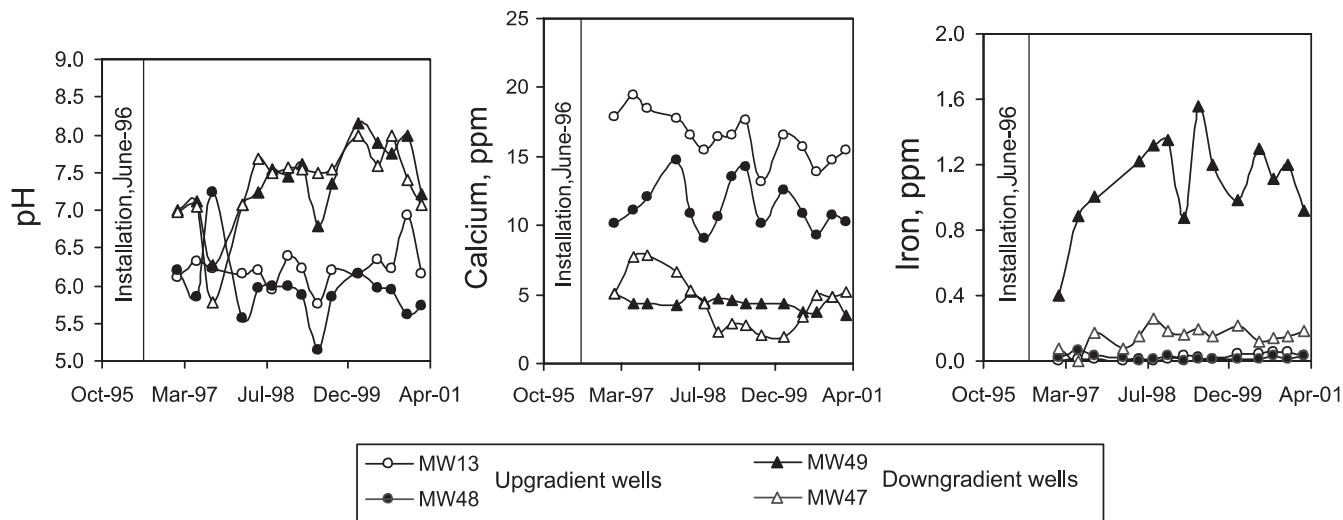 pH
9.0
8.5
8.0
7.5
7.0
6.5
6.0
5.5
5.0
Installation,June-96
Oct-95 Mar-97 Jul-98 Dec-99 Apr-01
Calcium, ppm
25
20
15
10
5
0
Installation,June-96
Oct-95 Mar-97 Jul-98 Dec-99 Apr-01
Iron, ppm
2.0
1.6
1.2
0.8
0.4
0.0
Installation, June-96
Oct-95 Mar-97 Jul-98 Dec-99 Apr-01
MW13
MW48
Upgradient wells
MW49
MW47
Downgradient wells